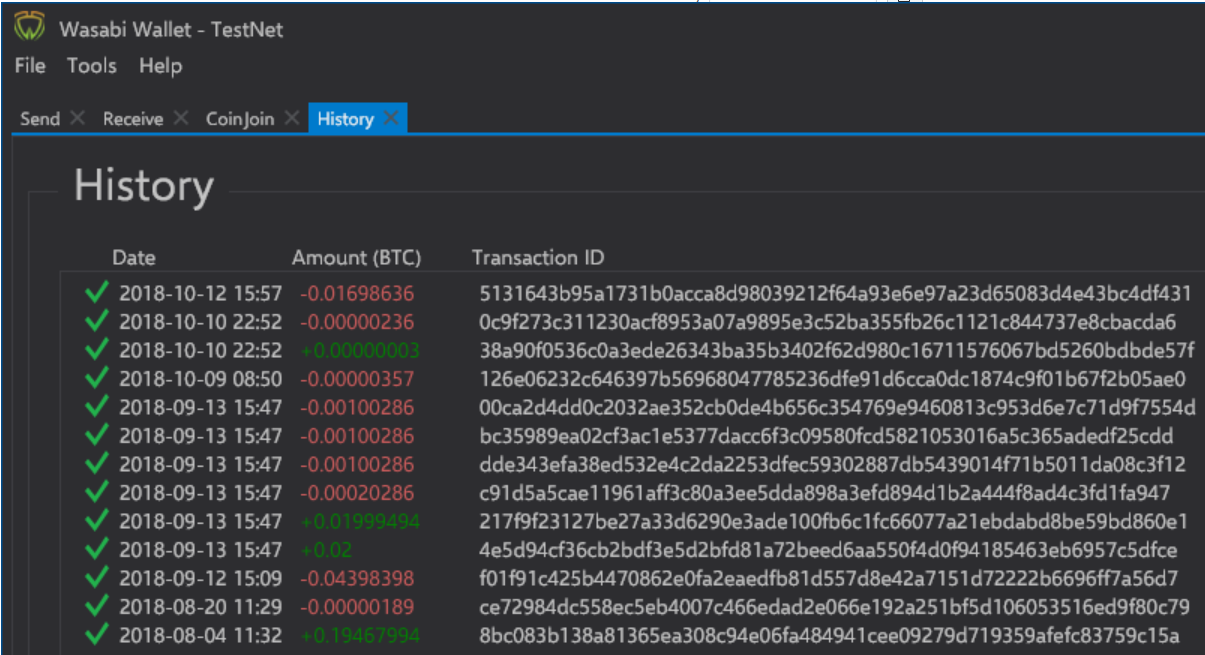 Wasabi Wallet - TestNet
File Tools Help
Send Receive CoinJoin History
History
Date Amount (BTC) Transaction ID
2018-10-12 15:57 -0.01698636 5131643b95a1731b0acca8d98039212f64a93e6e97a23d65083d4e43bc4df431
2018-10-10 22:52 -0.00000236 0c9f273c311230acf8953a07a9895e3c52ba355fb26c1121c844737e8cbacda6
2018-10-10 22:52 +0.00000003 38a90f0536c0a3ede26343ba35b3402f62d980c16711576067bd5260bdbde57f
2018-10-09 08:50 -0.00000357 126e06232c646397b56968047785236dfe91d6cca0dc1874c9f01b67f2b05ae0
2018-09-13 15:47 -0.00100286 00ca2d4dd0c2032ae352cb0de4b656c354769e9460813c953d6e7c71d9f7554d
2018-09-13 15:47 -0.00100286 bc35989ea02cf3ac1e5377dacc6f3c09580fcd5821053016a5c365adedf25cdd
2018-09-13 15:47 -0.00100286 dde343efa38ed532e4c2da2253dfec59302887db5439014f71b5011da08c3f12
2018-09-13 15:47 -0.00020286 c91d5a5cae11961aff3c80a3ee5dda898a3efd894d1b2a444f8ad4c3fd1fa947
2018-09-13 15:47 +0.01999494 217f9f23127be27a33d6290e3ade100fb6c1fc66077a21ebdabd8be59bd860e1
2018-09-13 15:47 +0.02 4e5d94cf36cb2bdf3e5d2bfd81a72beed6aa550f4d0f94185463eb6957c5dfce
2018-09-12 15:09 -0.04398398 f01f91c425b4470862e0fa2eaedfb81d557d8e42a7151d72222b6696ff7a56d7
2018-08-20 11:29 -0.00000189 ce72984dc558ec5eb4007c466edad2e066e192a251bf5d106053516ed9f80c79
2018-08-04 11:32 +0.19467994 8bc083b138a81365ea308c94e06fa484941cee09279d719359afefc83759c15a